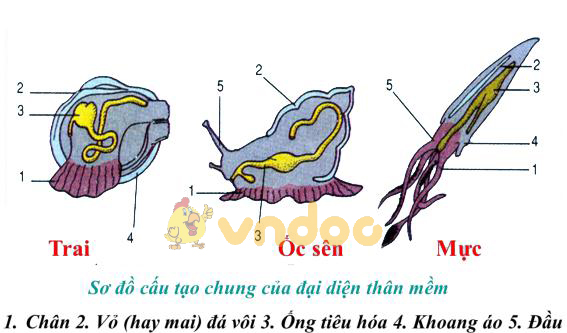 2
3
1
4
5
2
1
3
5
2
3
4
1
vndoc
Trai
Ốc sên
Mực
Sơ đồ cấu tạo chung của đại diện thân mềm
1. Chân 2. Vỏ (hay mai) đá vôi 3. Ống tiêu hóa 4. Khoang áo 5. Đầu